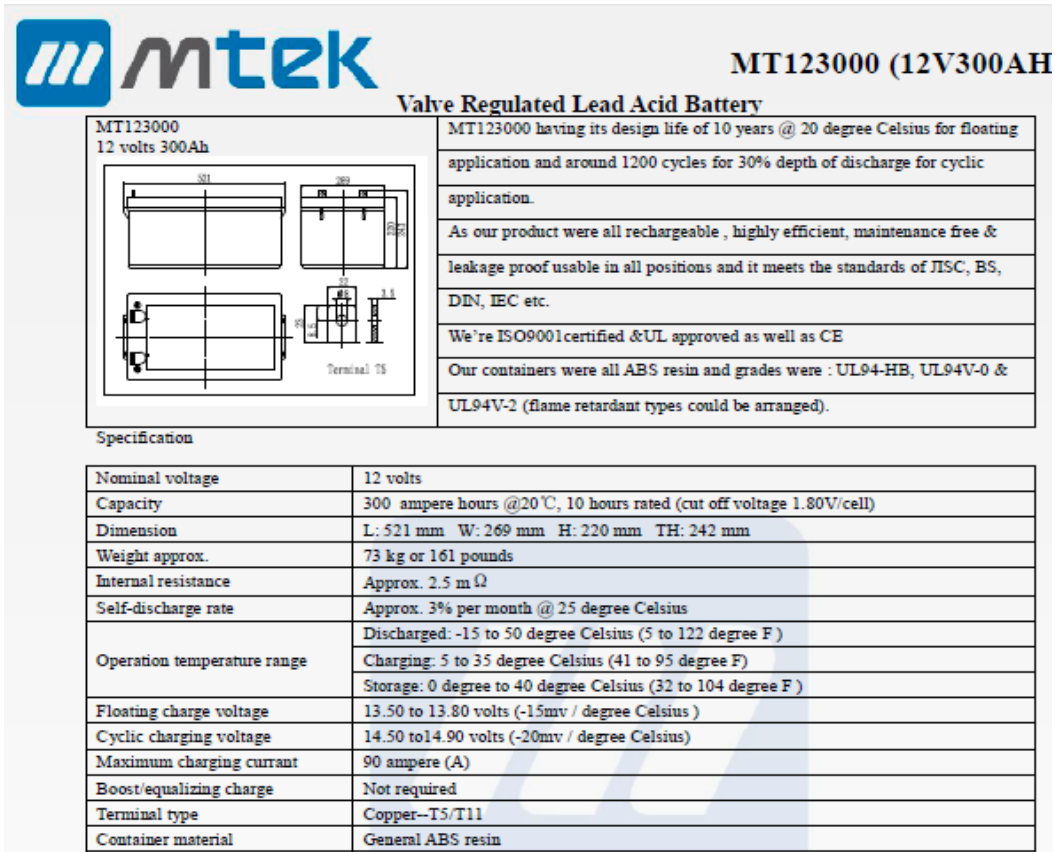 mtek
MT123000 (12V300AH
Valve Regulated Lead Acid Battery
MT123000
12 volts 300Ah
521
269
220
242
22
3.5
23
8.5
Terminal T5
MT123000 having its design life of 10 years @ 20 degree Celsius for floating
application and around 1200 cycles for 30% depth of discharge for cyclic
application.
As our product were all rechargeable , highly efficient, maintenance free &
leakage proof usable in all positions and it meets the standards of JISC, BS,
DIN, IEC etc.
We’re ISO9001certified &UL approved as well as CE
Our containers were all ABS resin and grades were : UL94-HB, UL94V-0 &
UL94V-2 (flame retardant types could be arranged).
Specification
Nominal voltage 12 volts
Capacity 300 ampere hours @20℃, 10 hours rated (cut off voltage 1.80V/cell)
Dimension L: 521 mm W: 269 mm H: 220 mm TH: 242 mm
Weight approx. 73 kg or 161 pounds
Internal resistance Approx. 2.5 m Ω
Self-discharge rate Approx. 3% per month @ 25 degree Celsius
Operation temperature range
Discharged: -15 to 50 degree Celsius (5 to 122 degree F )
Charging: 5 to 35 degree Celsius (41 to 95 degree F)
Storage: 0 degree to 40 degree Celsius (32 to 104 degree F )
Floating charge voltage 13.50 to 13.80 volts (-15mv / degree Celsius )
Cyclic charging voltage 14.50 to14.90 volts (-20mv / degree Celsius)
Maximum charging currant 90 ampere (A)
Boost/equalizing charge Not required
Terminal type Copper--T5/T11
Container material General ABS resin